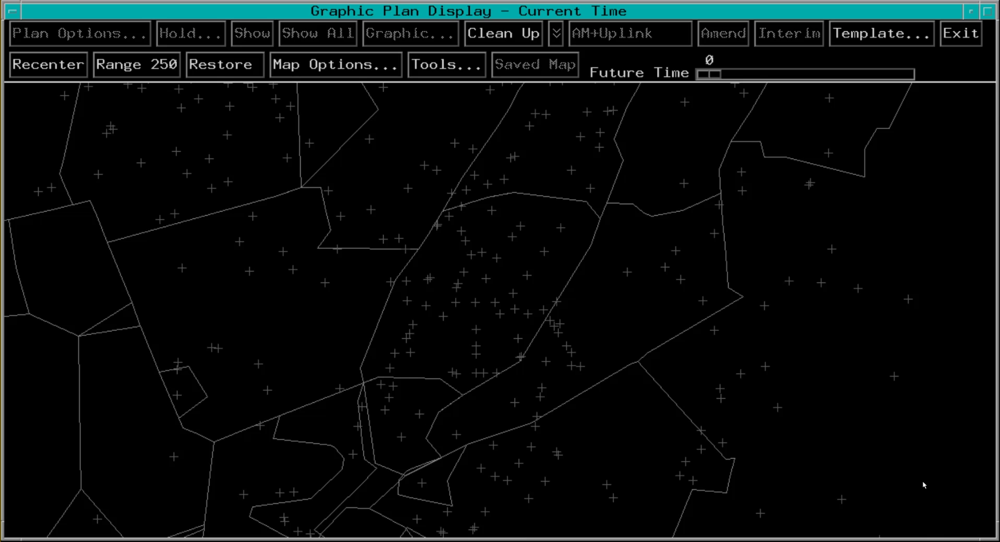 Graphic Plan Display - Current Time
Plan Options... Hold... Show Show All Graphic... Clean Up AM+Uplink Amend Interim Template... Exit
Recenter Range 250 Restore Map Options... Tools... Saved Map Future Time 0